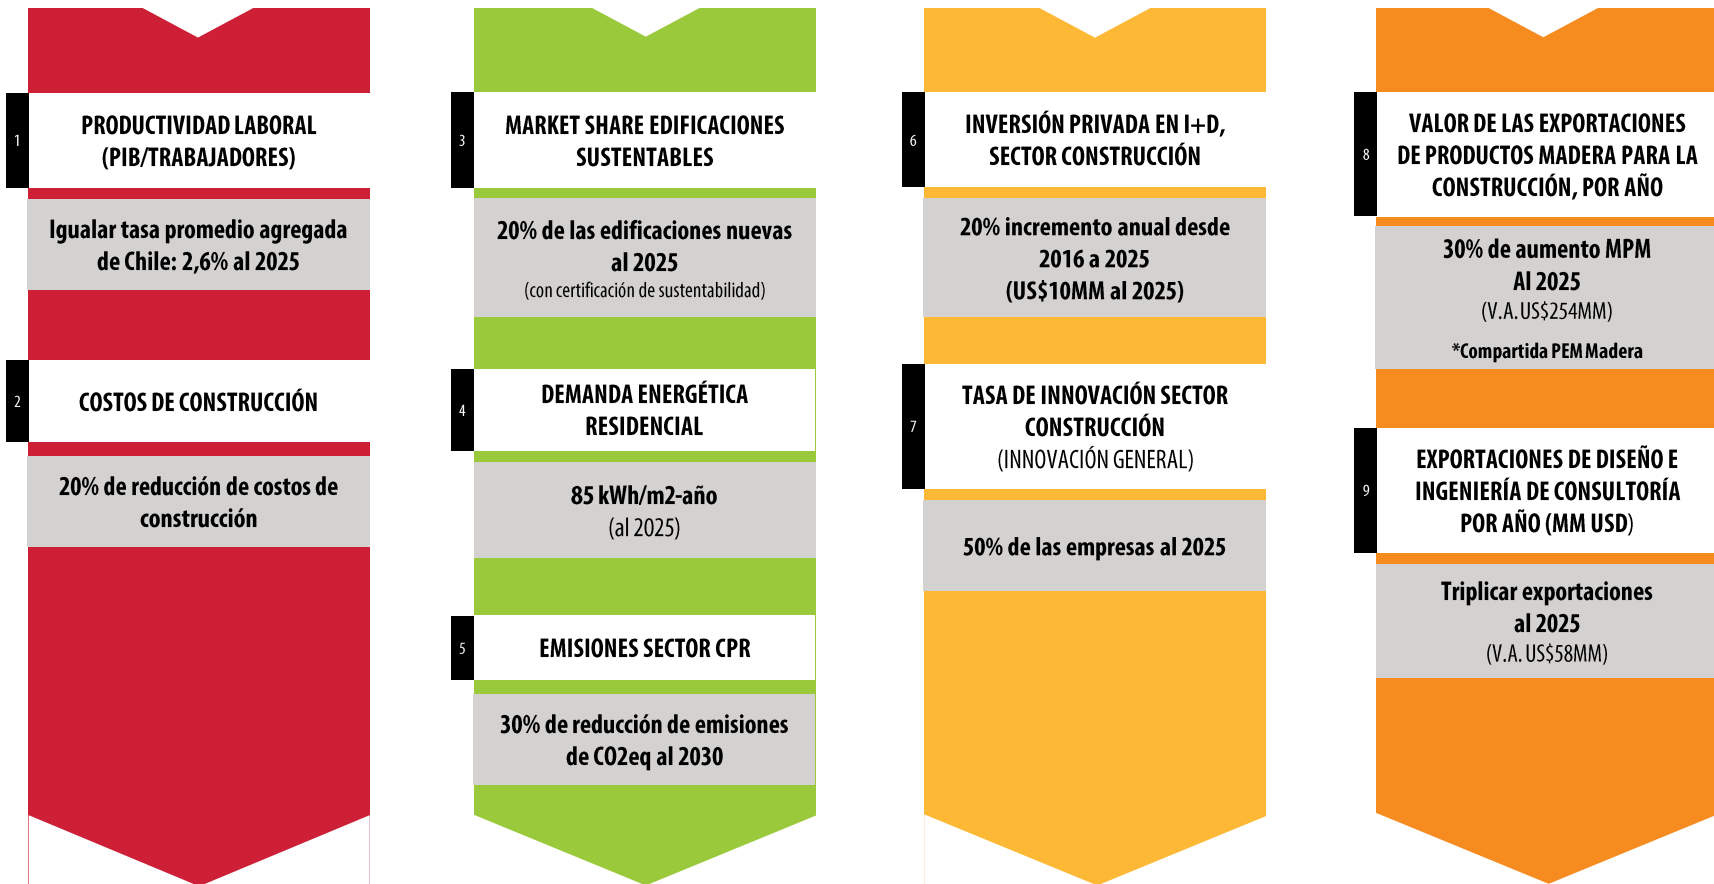 1
PRODUCTIVIDAD LABORAL
(PIB/TRABAJADORES)
Igualar tasa promedio agregada
de Chile: 2,6% al 2025
2
COSTOS DE CONSTRUCCIÓN
20% de reducción de costos de
construcción
3
MARKET SHARE EDIFICACIONES
SUSTENTABLES
20% de las edificaciones nuevas
al 2025
(con certificación de sustentabilidad)
4
DEMANDA ENERGÉTICA
RESIDENCIAL
85 kWh/m2-año
(al 2025)
5
EMISIONES SECTOR CPR
30% de reducción de emisiones
de CO2eq al 2030
6
INVERSIÓN PRIVADA EN I+D,
SECTOR CONSTRUCCIÓN
20% incremento anual desde
2016 a 2025
(US$10MM al 2025)
7
TASA DE INNOVACIÓN SECTOR
CONSTRUCCIÓN
(INNOVACIÓN GENERAL)
50% de las empresas al 2025
8
VALOR DE LAS EXPORTACIONES
DE PRODUCTOS MADERA PARA LA
CONSTRUCCIÓN, POR AÑO
30% de aumento MPM
Al 2025
(V.A. US$254MM)
*Compartida PEM Madera
9
EXPORTACIONES DE DISEÑO E
INGENIERÍA DE CONSULTORÍA
POR AÑO (MM USD)
Triplicar exportaciones
al 2025
(V.A. US$58MM)